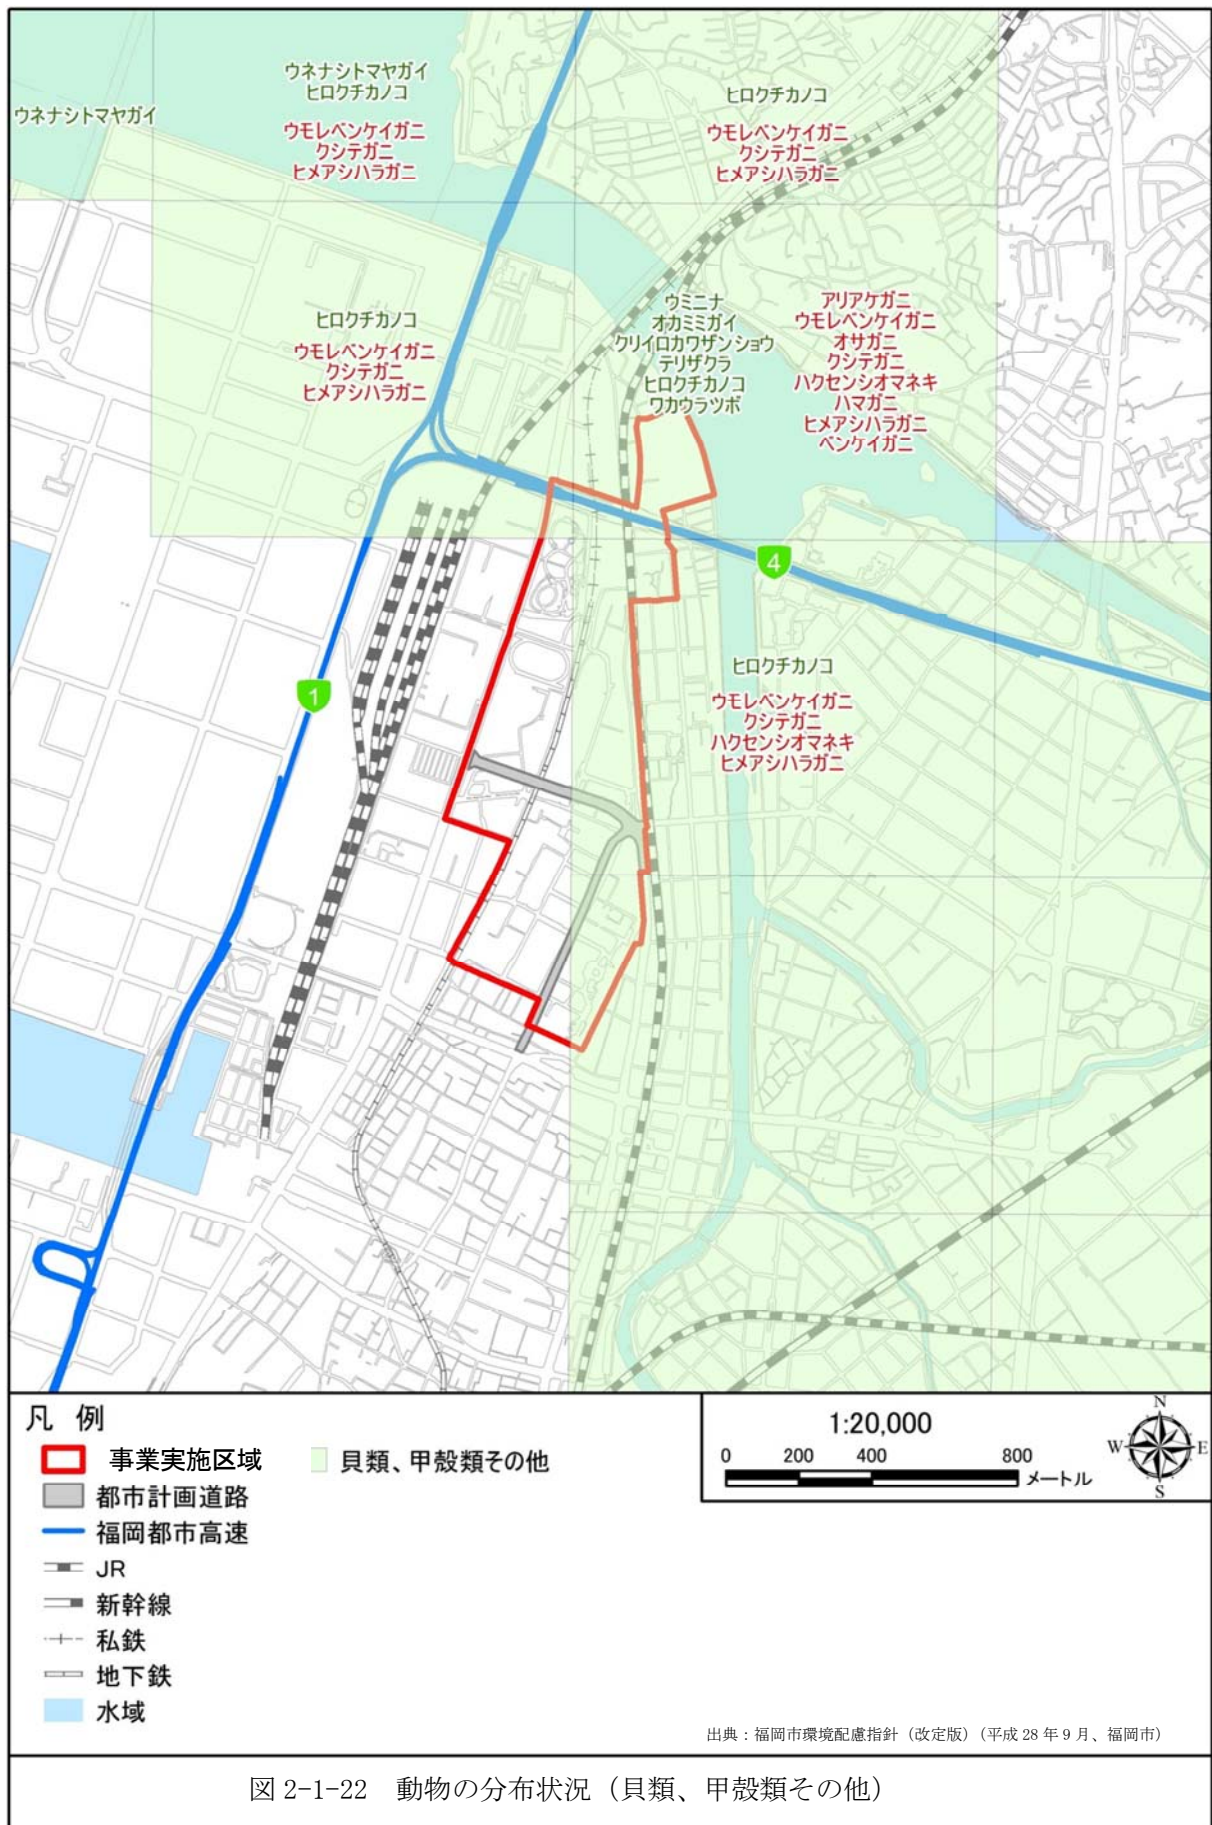 ウネナシトマヤガイ
ウネナシトマヤガイ
ヒロクチカノコ
ウモレベンケイガニ
クシテガニ
ヒメアシハラガニ
ヒロクチカノコ
ウモレベンケイガニ
クシテガニ
ヒメアシハラガニ
ヒロクチカノコ
ウモレベンケイガニ
クシテガニ
ヒメアシハラガニ
ウミニナ
オカミミガイ
クリイロカワザンショウ
テリザクラ
ヒロクチカノコ
ワカウラツボ
アリアケガニ
ウモレベンケイガニ
オサガニ
クシテガニ
ハクセンシオマネキ
ハマガニ
ヒメアシハラガニ
ベンケイガニ
4
1
ヒロクチカノコ
ウモレベンケイガニ
クシテガニ
ハクセンシオマネキ
ヒメアシハラガニ
凡 例
事業実施区域
貝類、甲殻類その他
都市計画道路
福岡都市高速
JR
新幹線
私鉄
地下鉄
水域
1:20,000
0 200 400 800
メートル
N
W E
S
出典：福岡市環境配慮指針（改定版）（平成 28 年 9 月、福岡市）
図 2-1-22 動物の分布状況（貝類、甲殻類その他）